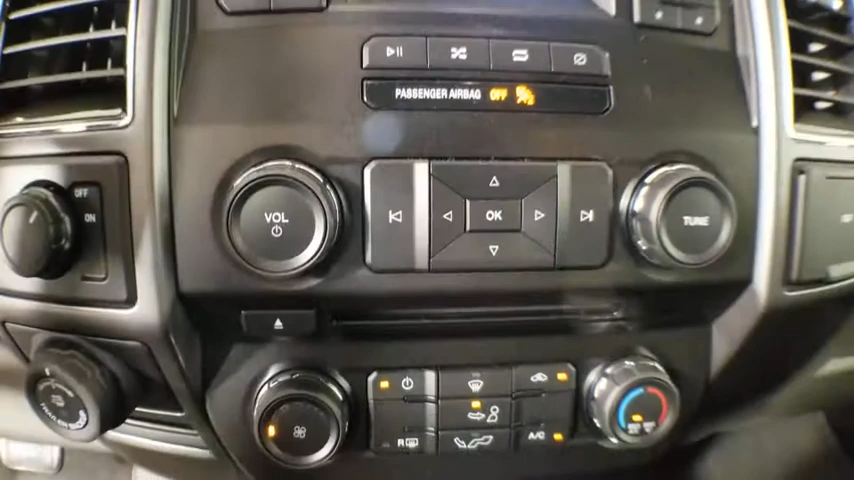 PASSENGER AIRBAG OFF
OFF
ON
VOL
OK
TUNE
R
A/C